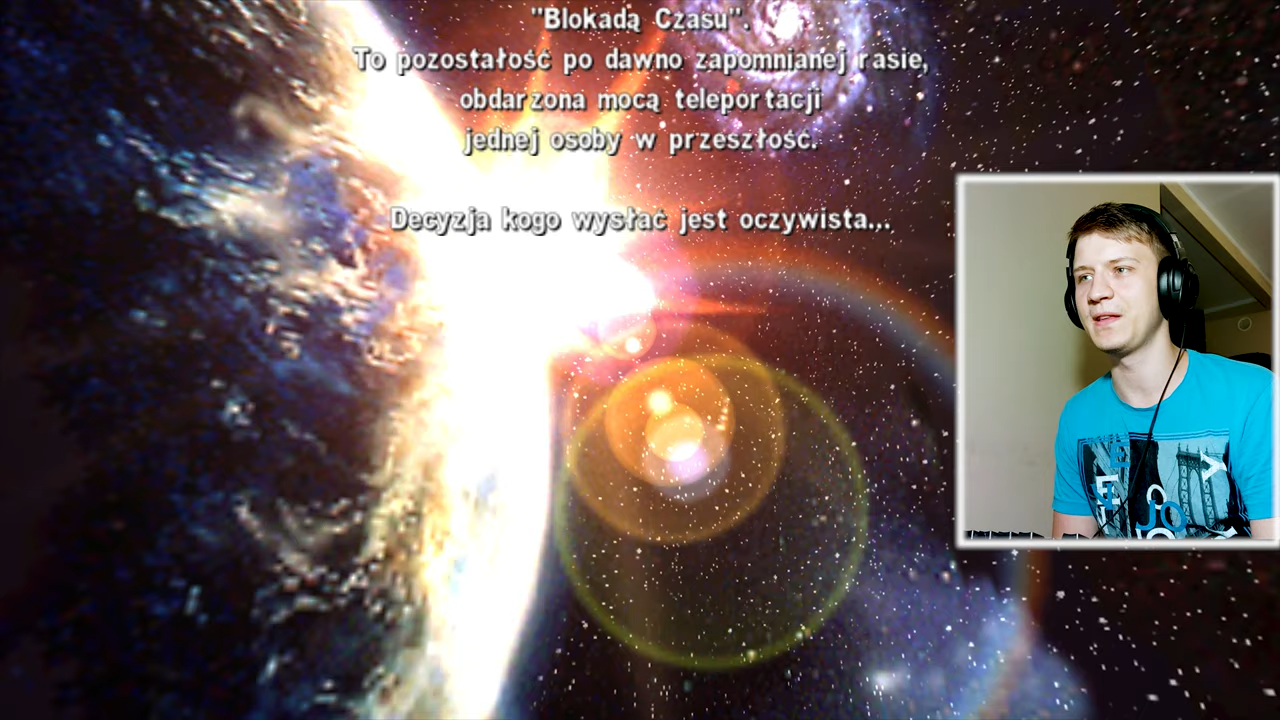 "Blokadą Czasu".
To pozostałość po dawno zapomnianej rasie,
obdarzona mocą teleportacji
jednej osoby w przeszłość.
Decyzja kogo wysłać jest oczywista...